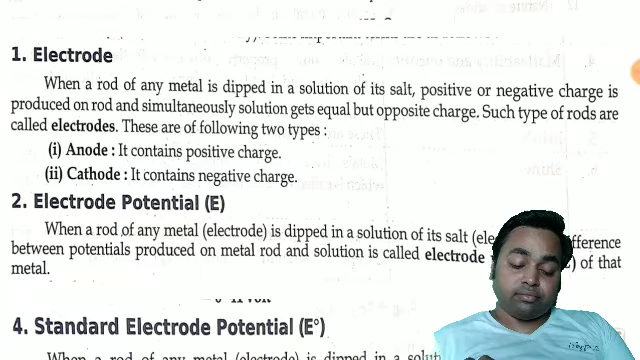 1. Electrode
When a rod of any metal is dipped in a solution of its salt, positive or negative charge is
produced on rod and simultaneously solution gets equal but opposite charge. Such type of rods are
called electrodes. These are of following two types :
(i) Anode : It contains positive charge.
(ii) Cathode : It contains negative charge.
2. Electrode Potential (E)
When a rod of any metal (electrode) is dipped in a solution of its salt
between potentials produced on metal rod and solution is called electrode of that
metal.
4. Standard Electrode Potential (E°)
When a rod of any metal (electrode) is dipped in a